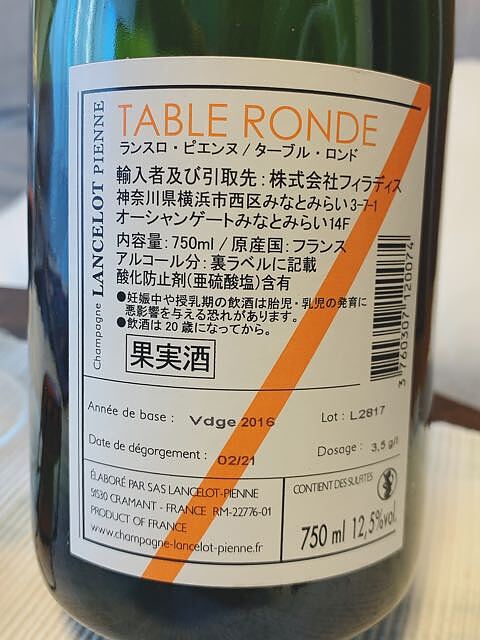 Champagne LANCELOT PIENNE
TABLE RONDE
ランスロ・ピエンヌ / ターブル・ロンド
輸入者及び引取先：株式会社フィラディス
神奈川県横浜市西区みなとみらい3-7-1
オーシャンゲートみなとみらい14F
内容量：750ml / 原産国：フランス
アルコール分：裏ラベルに記載
酸化防止剤(亜硫酸塩)含有
●妊娠中や授乳期の飲酒は胎児・乳児の発育に
悪影響を与える恐れがあります。
●飲酒は20歳になってから。
果実酒
3 760307 120074
Année de base : Vdge 2016
Lot : L2817
Date de dégorgement : 02/21
Dosage : 3,5 g/l
ÉLABORÉ PAR SAS LANCELOT-PIENNE
51530 CRAMANT - FRANCE RM-22776-01
PRODUCT OF FRANCE
www.champagne-lancelot-pienne.fr
CONTIENT DES SULFITES
750 ml 12,5%vol.